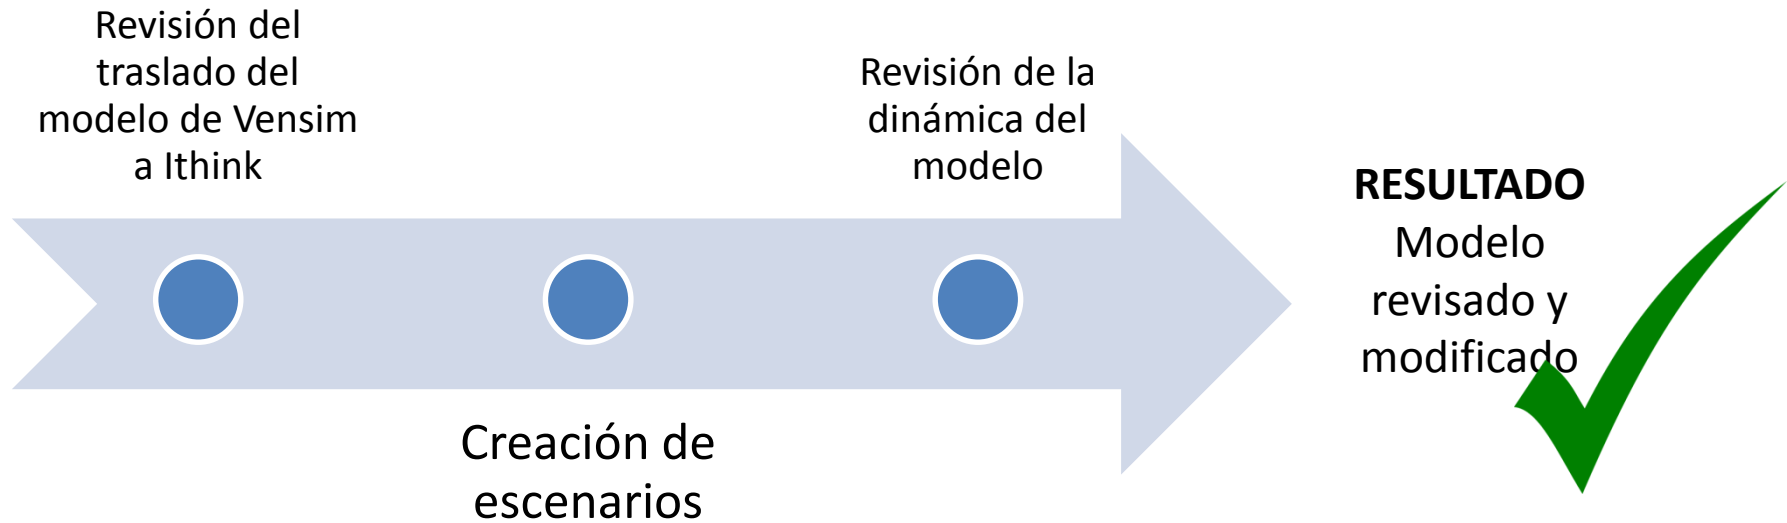 Revisión del
traslado del
modelo de Vensim
a Ithink
Creación de
escenarios
Revisión de la
dinámica del
modelo
RESULTADO
Modelo
revisado y
modificado